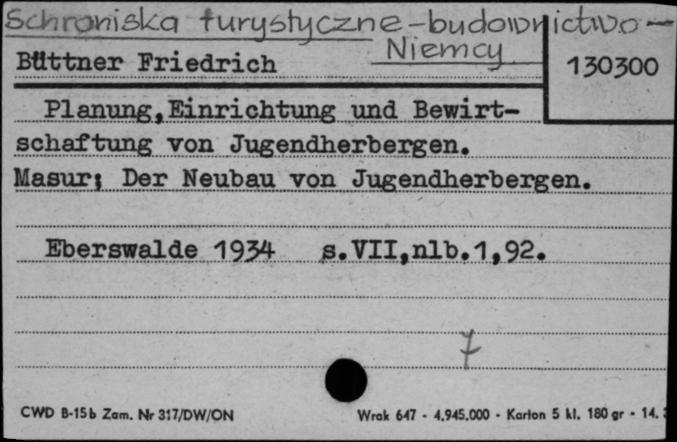 Schroniska turystyczne-budownictwo-
Niemcy
Büttner Friedrich
130300
Planung,Einrichtung und Bewirt-
schaftung von Jugendherbergen.
Masur; Der Neubau von Jugendherbergen.
Eberswalde 1934 s.VII,nlb.1,92.
7
CWD B-15b Zam. Nr 317/DW/ON
Wrak 647 - 4.945.000 - Karton 5 kl. 180 gr - 14.